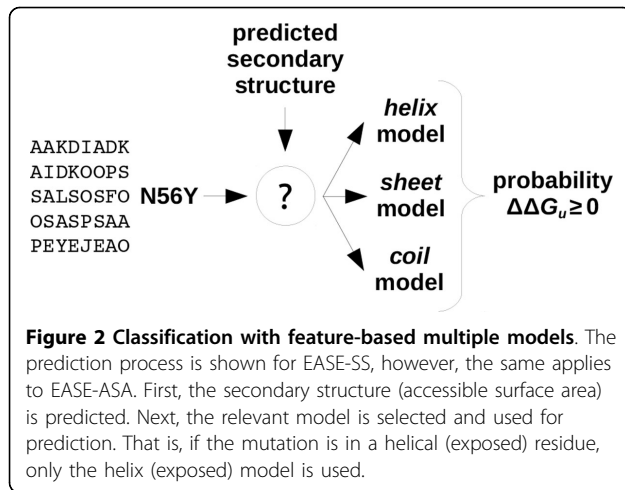 predicted
secondary
structure
helix
model
AAKDIADK
AIDKOOPS
SALSOSFO
OSASPSAA
PEYEJEAO
N56Y
?
sheet
model
coil
model
probability
ΔΔGᵤ ≥ 0
Figure 2 Classification with feature-based multiple models. The
prediction process is shown for EASE-SS, however, the same applies
to EASE-ASA. First, the secondary structure (accessible surface area)
is predicted. Next, the relevant model is selected and used for
prediction. That is, if the mutation is in a helical (exposed) residue,
only the helix (exposed) model is used.